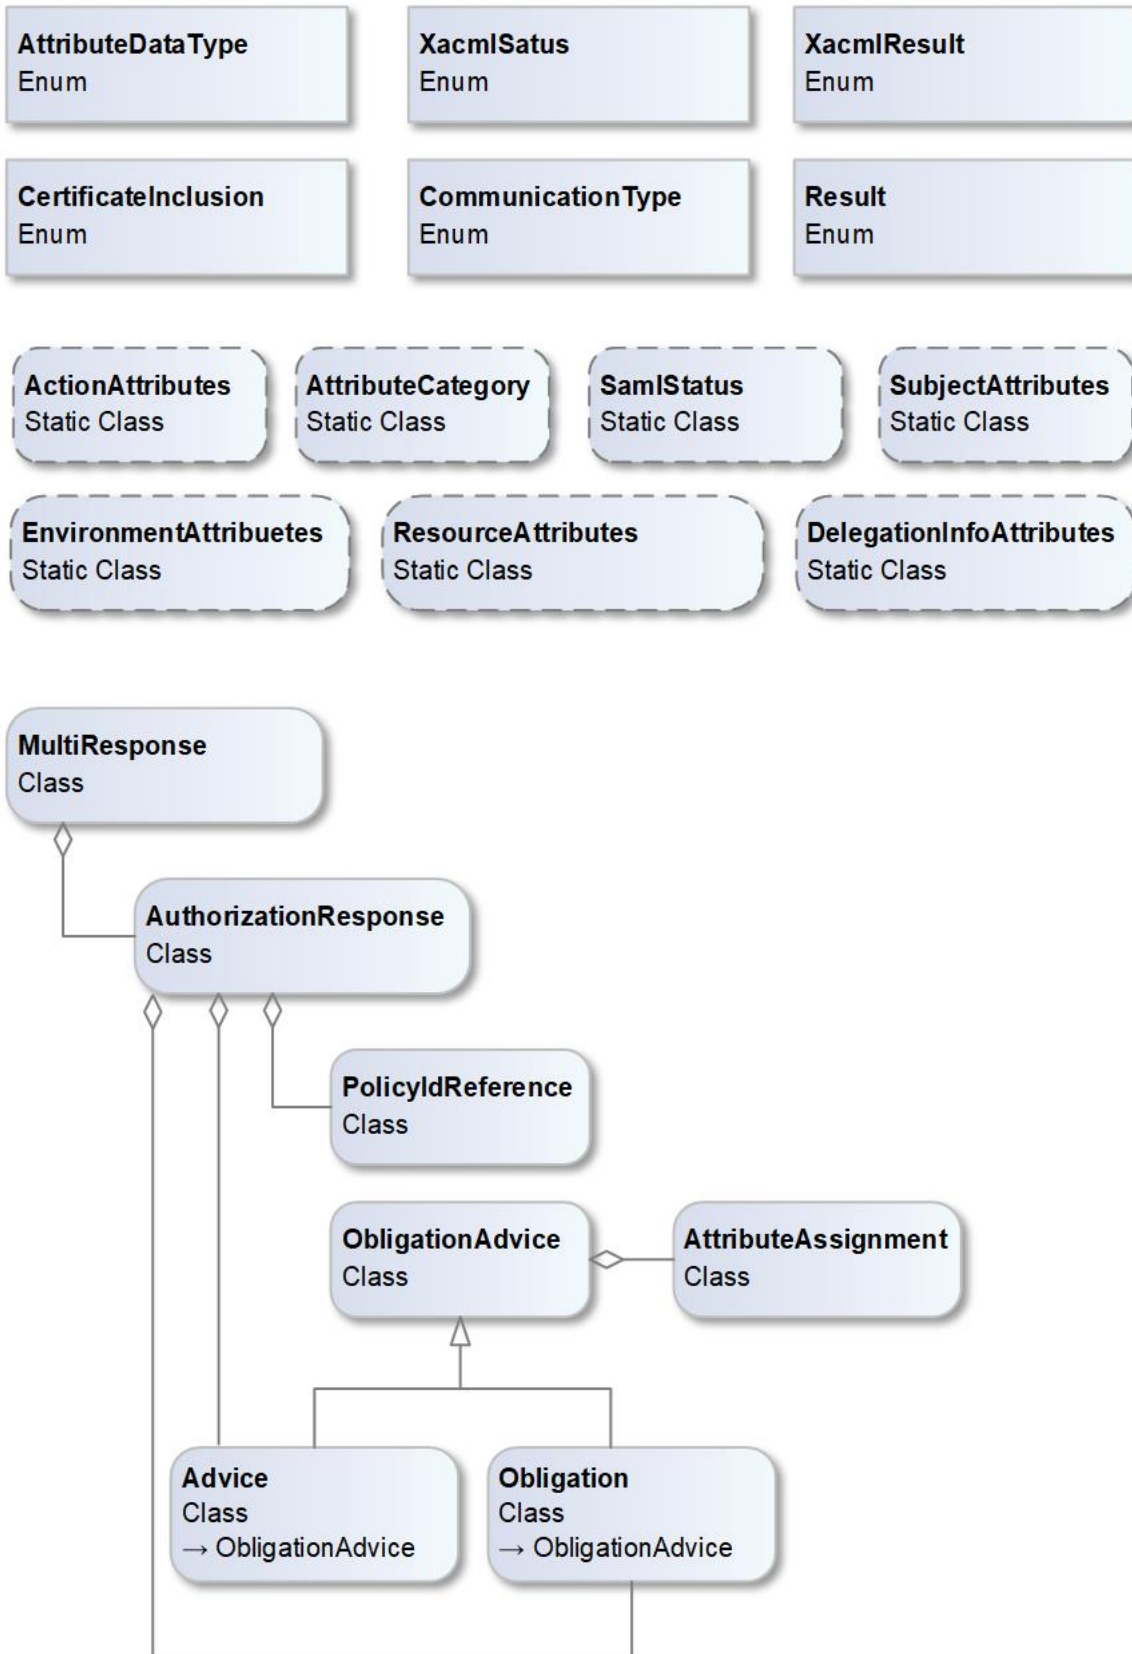 AttributeDataType
Enum
XacmlSatus
Enum
XacmlResult
Enum
CertificateInclusion
Enum
CommunicationType
Enum
Result
Enum
ActionAttributes
Static Class
AttributeCategory
Static Class
SamlStatus
Static Class
SubjectAttributes
Static Class
EnvironmentAttribuetes
Static Class
ResourceAttributes
Static Class
DelegationInfoAttributes
Static Class
MultiResponse
Class
AuthorizationResponse
Class
PolicyIdReference
Class
ObligationAdvice
Class
AttributeAssignment
Class
Advice
Class
→ ObligationAdvice
Obligation
Class
→ ObligationAdvice